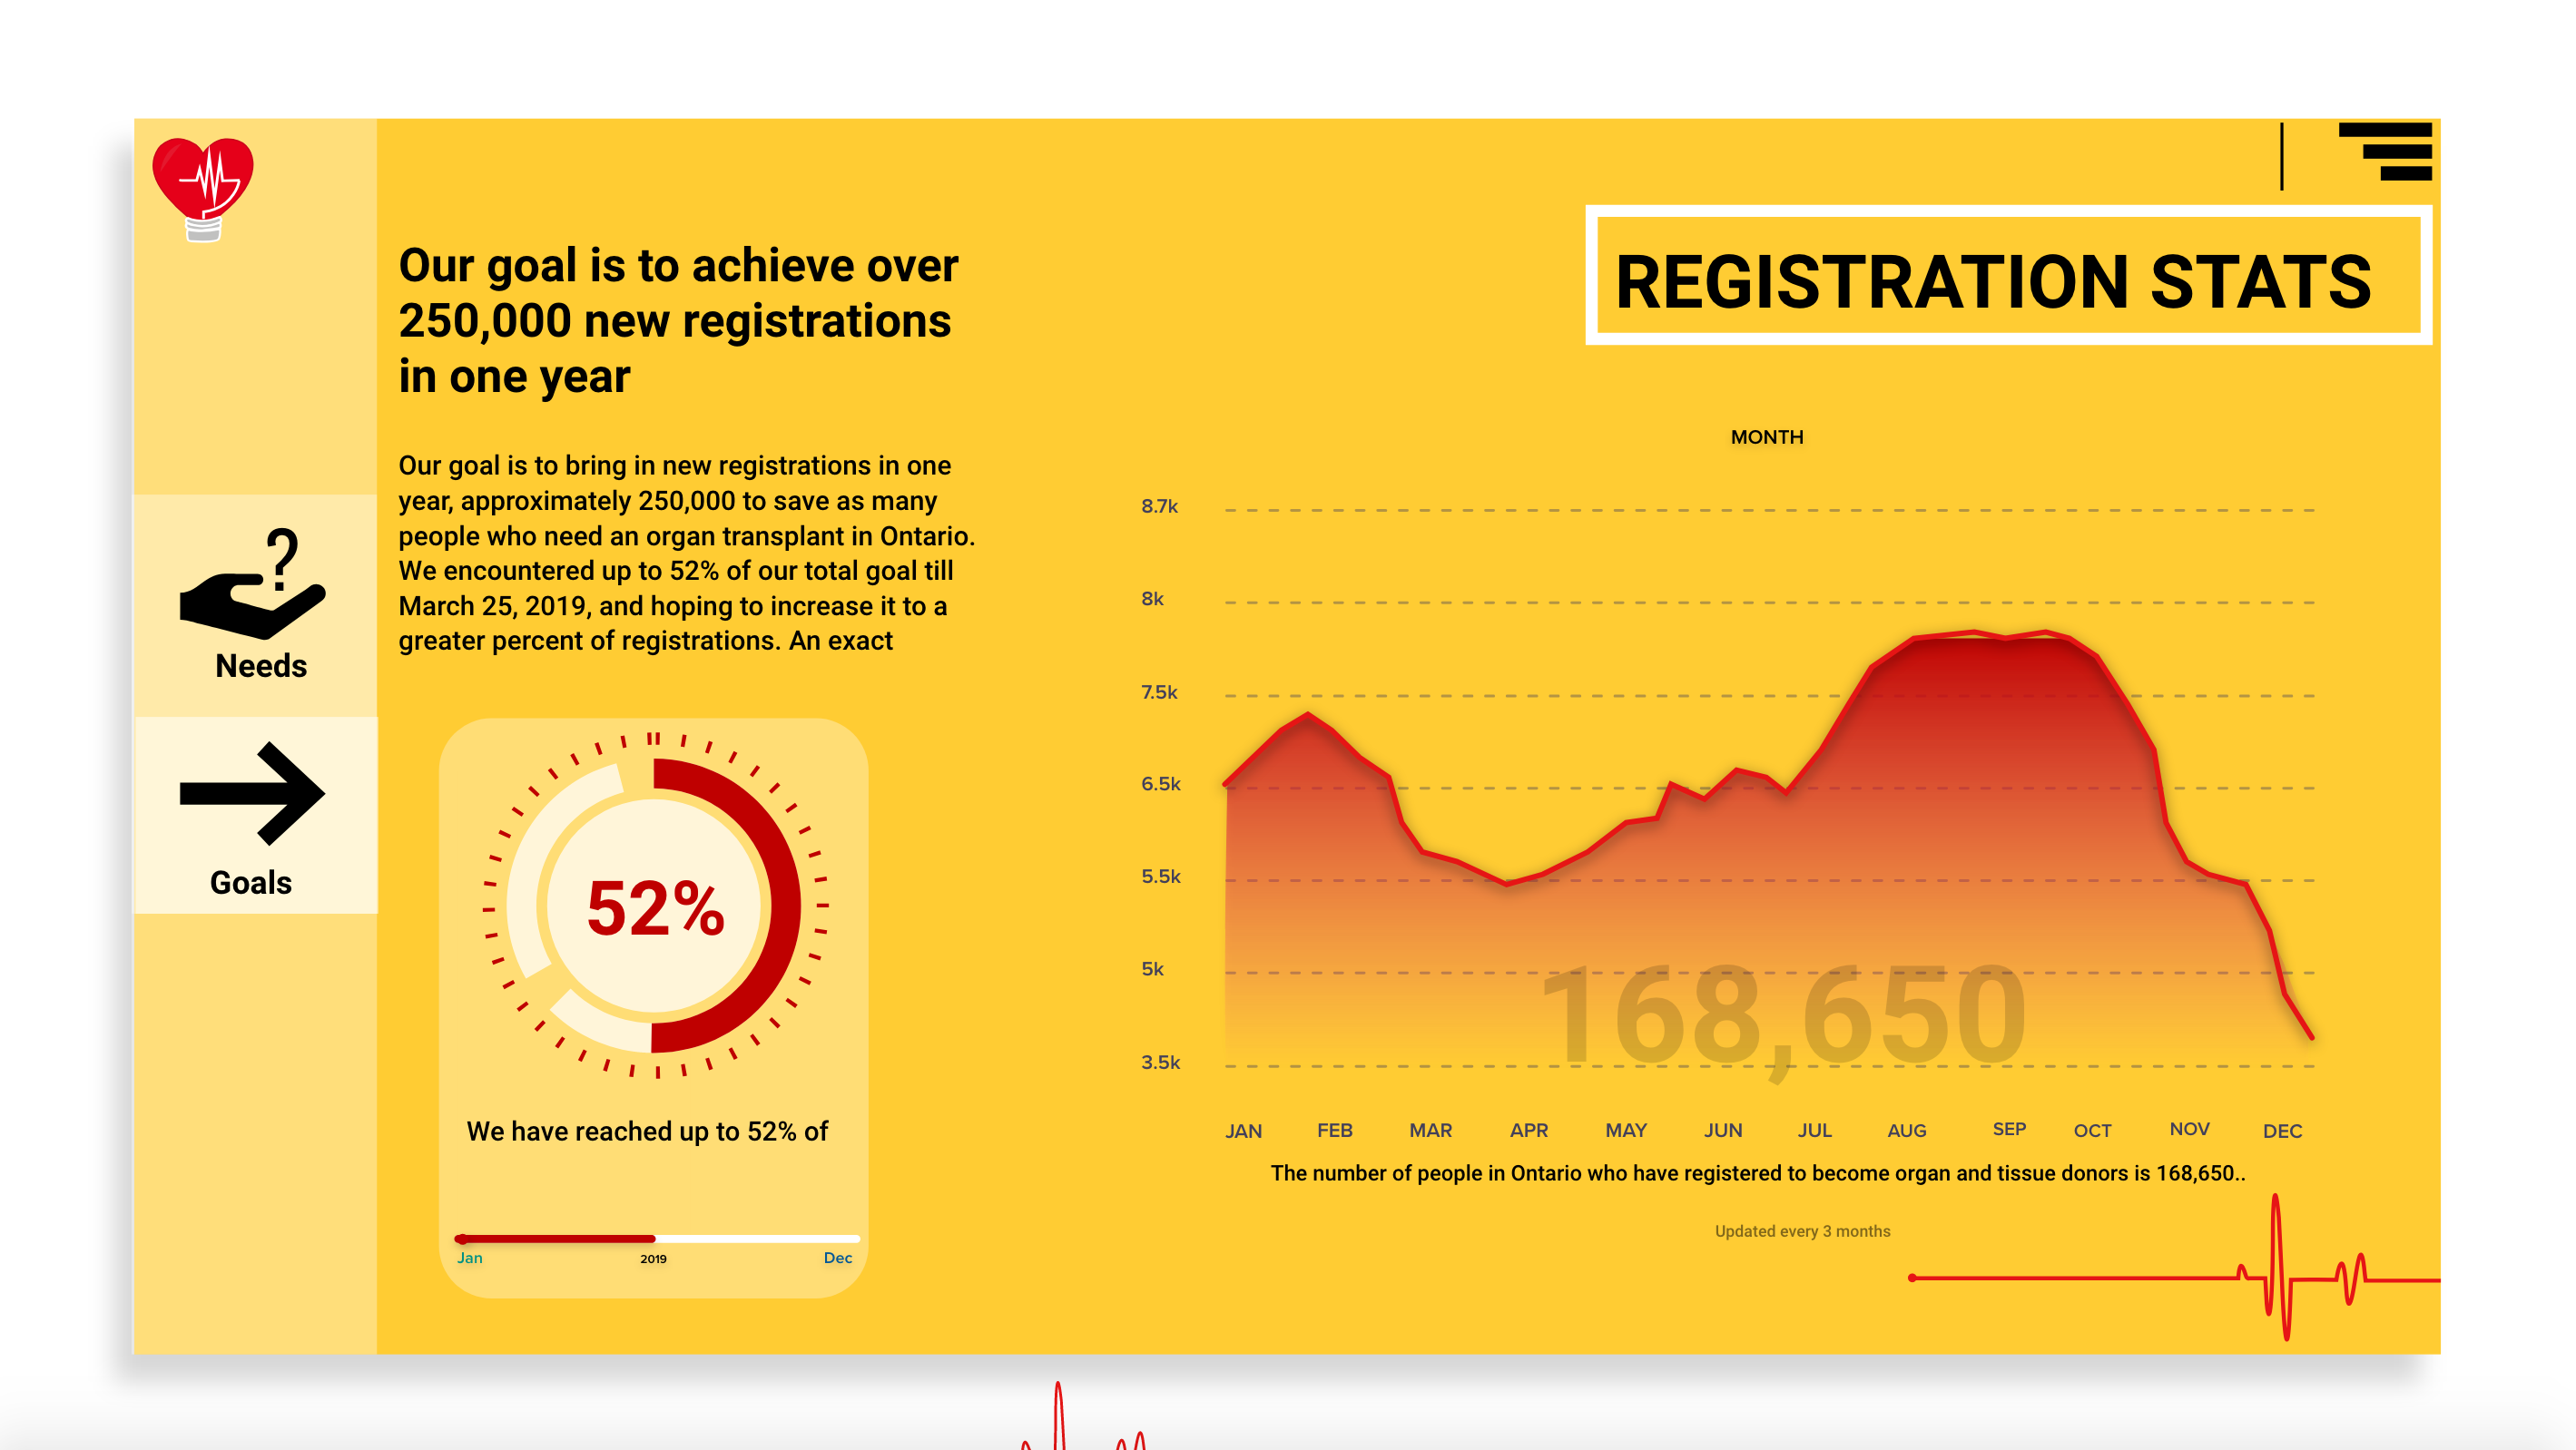 REGISTRATION STATS
Our goal is to achieve over
250,000 new registrations
in one year
Our goal is to bring in new registrations in one
year, approximately 250,000 to save as many
people who need an organ transplant in Ontario.
We encountered up to 52% of our total goal till
March 25, 2019, and hoping to increase it to a
greater percent of registrations. An exact
?
Needs
Goals
52%
We have reached up to 52% of
Jan 2019 Dec
MONTH
8.7k
8k
7.5k
6.5k
5.5k
5k
3.5k
168,650
JAN FEB MAR APR MAY JUN JUL AUG SEP OCT NOV DEC
The number of people in Ontario who have registered to become organ and tissue donors is 168,650..
Updated every 3 months